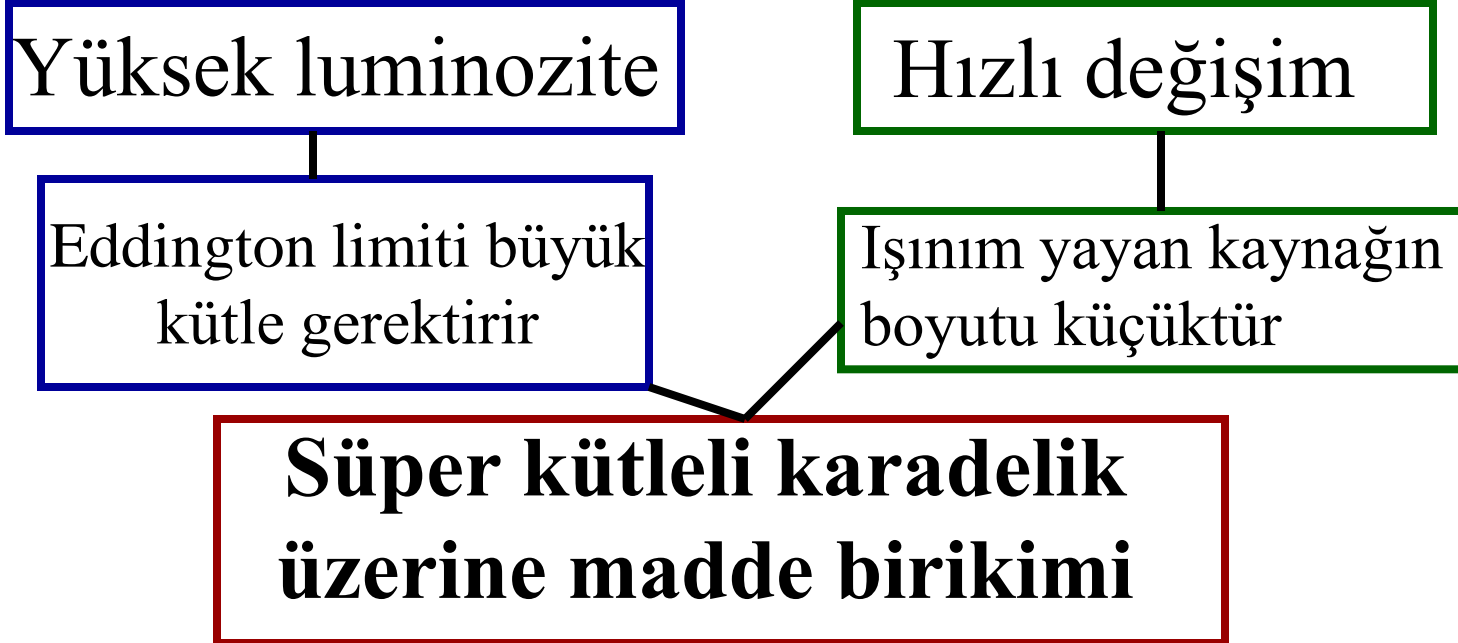 Yüksek luminozite
Hızlı değişim
Eddington limiti büyük
kütle gerektirir
Işınım yayan kaynağın
boyutu küçüktür
Süper kütleli karadelik
üzerine madde birikimi